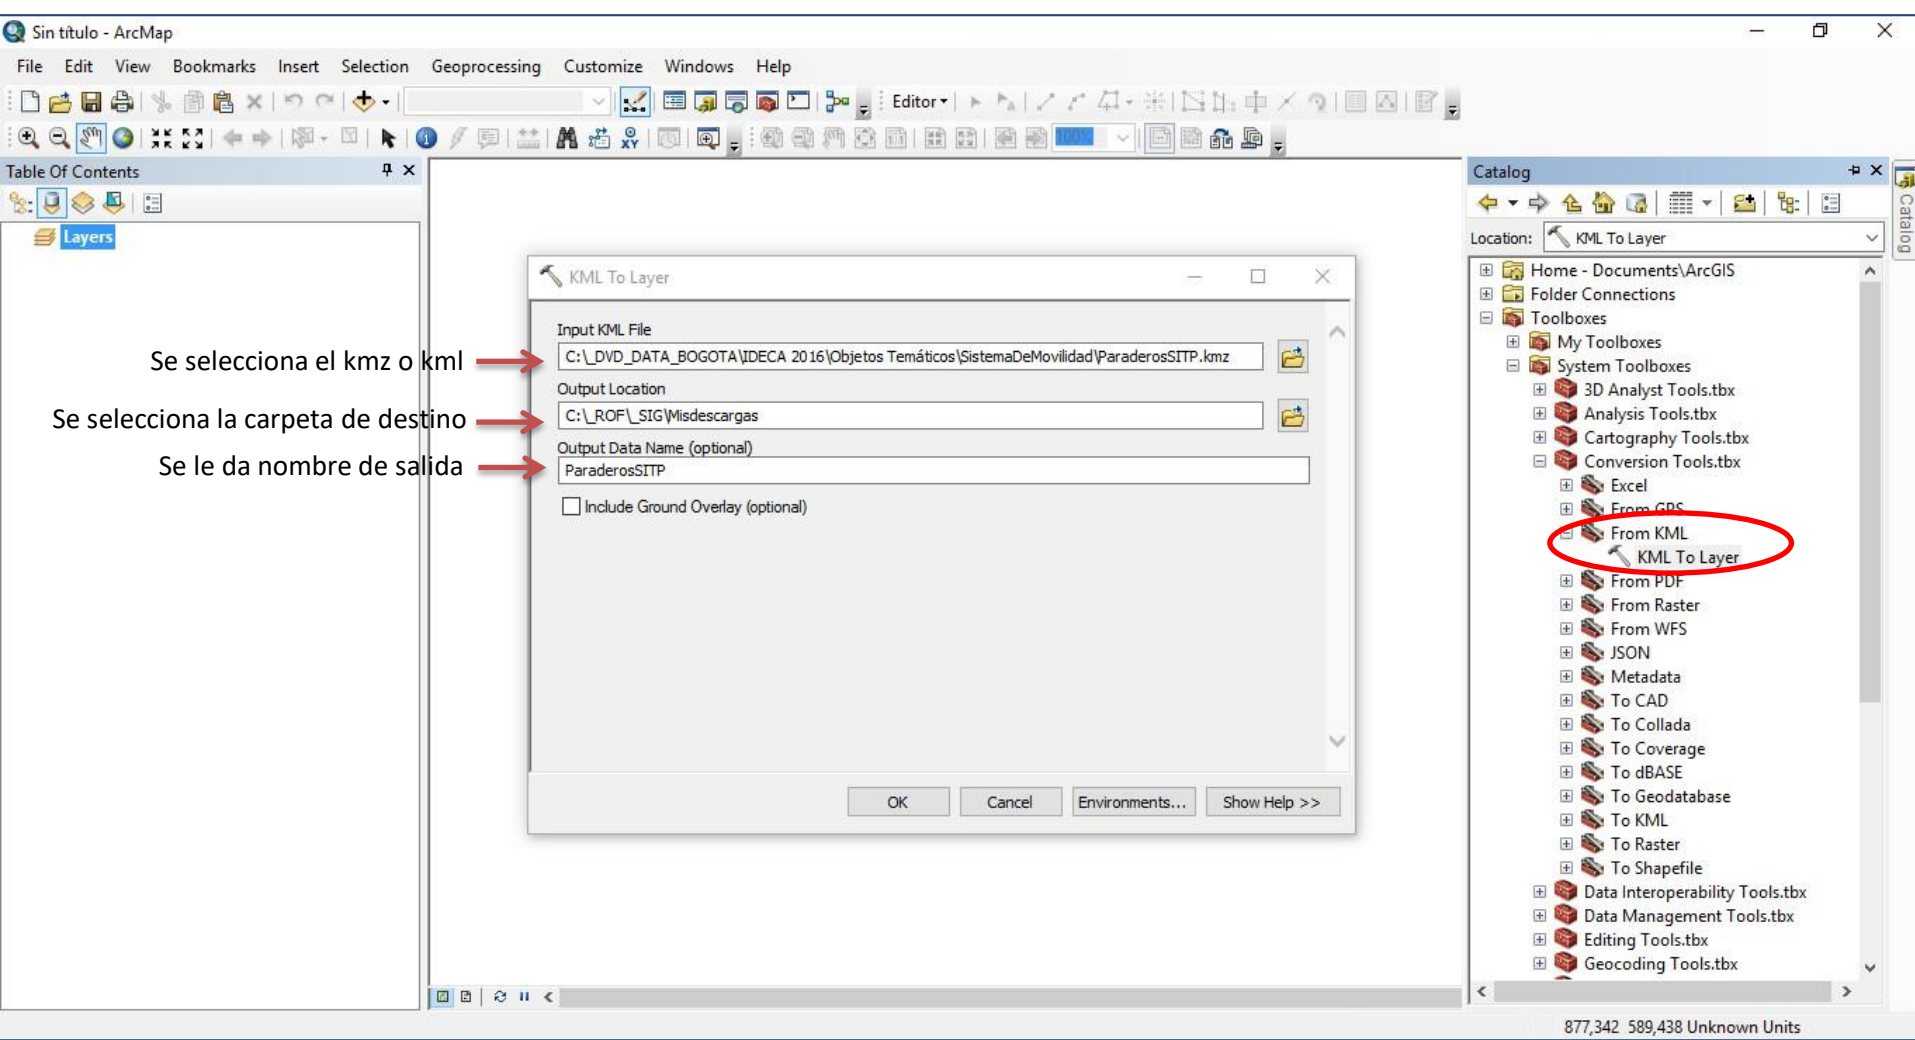 Sin título - ArcMap
File Edit View Bookmarks Insert Selection Geoprocessing Customize Windows Help
Editor
100%
Table Of Contents
Layers
KML To Layer
Input KML File
C:\_DVD_DATA_BOGOTA\IDECA 2016\Objetos Temáticos\SistemaDeMovilidad\ParaderosSITP.kmz
Output Location
C:\_ROF\_SIG\Misdescargas
Output Data Name (optional)
ParaderosSITP
Include Ground Overlay (optional)
OK Cancel Environments... Show Help >>
Se selecciona el kmz o kml
Se selecciona la carpeta de destino
Se le da nombre de salida
Catalog
Location: KML To Layer
Home - Documents\ArcGIS
Folder Connections
Toolboxes
My Toolboxes
System Toolboxes
3D Analyst Tools.tbx
Analysis Tools.tbx
Cartography Tools.tbx
Conversion Tools.tbx
Excel
From GPS
From KML
KML To Layer
From PDF
From Raster
From WFS
JSON
Metadata
To CAD
To Collada
To Coverage
To dBASE
To Geodatabase
To KML
To Raster
To Shapefile
Data Interoperability Tools.tbx
Data Management Tools.tbx
Editing Tools.tbx
Geocoding Tools.tbx
Catalog
877,342 589,438 Unknown Units